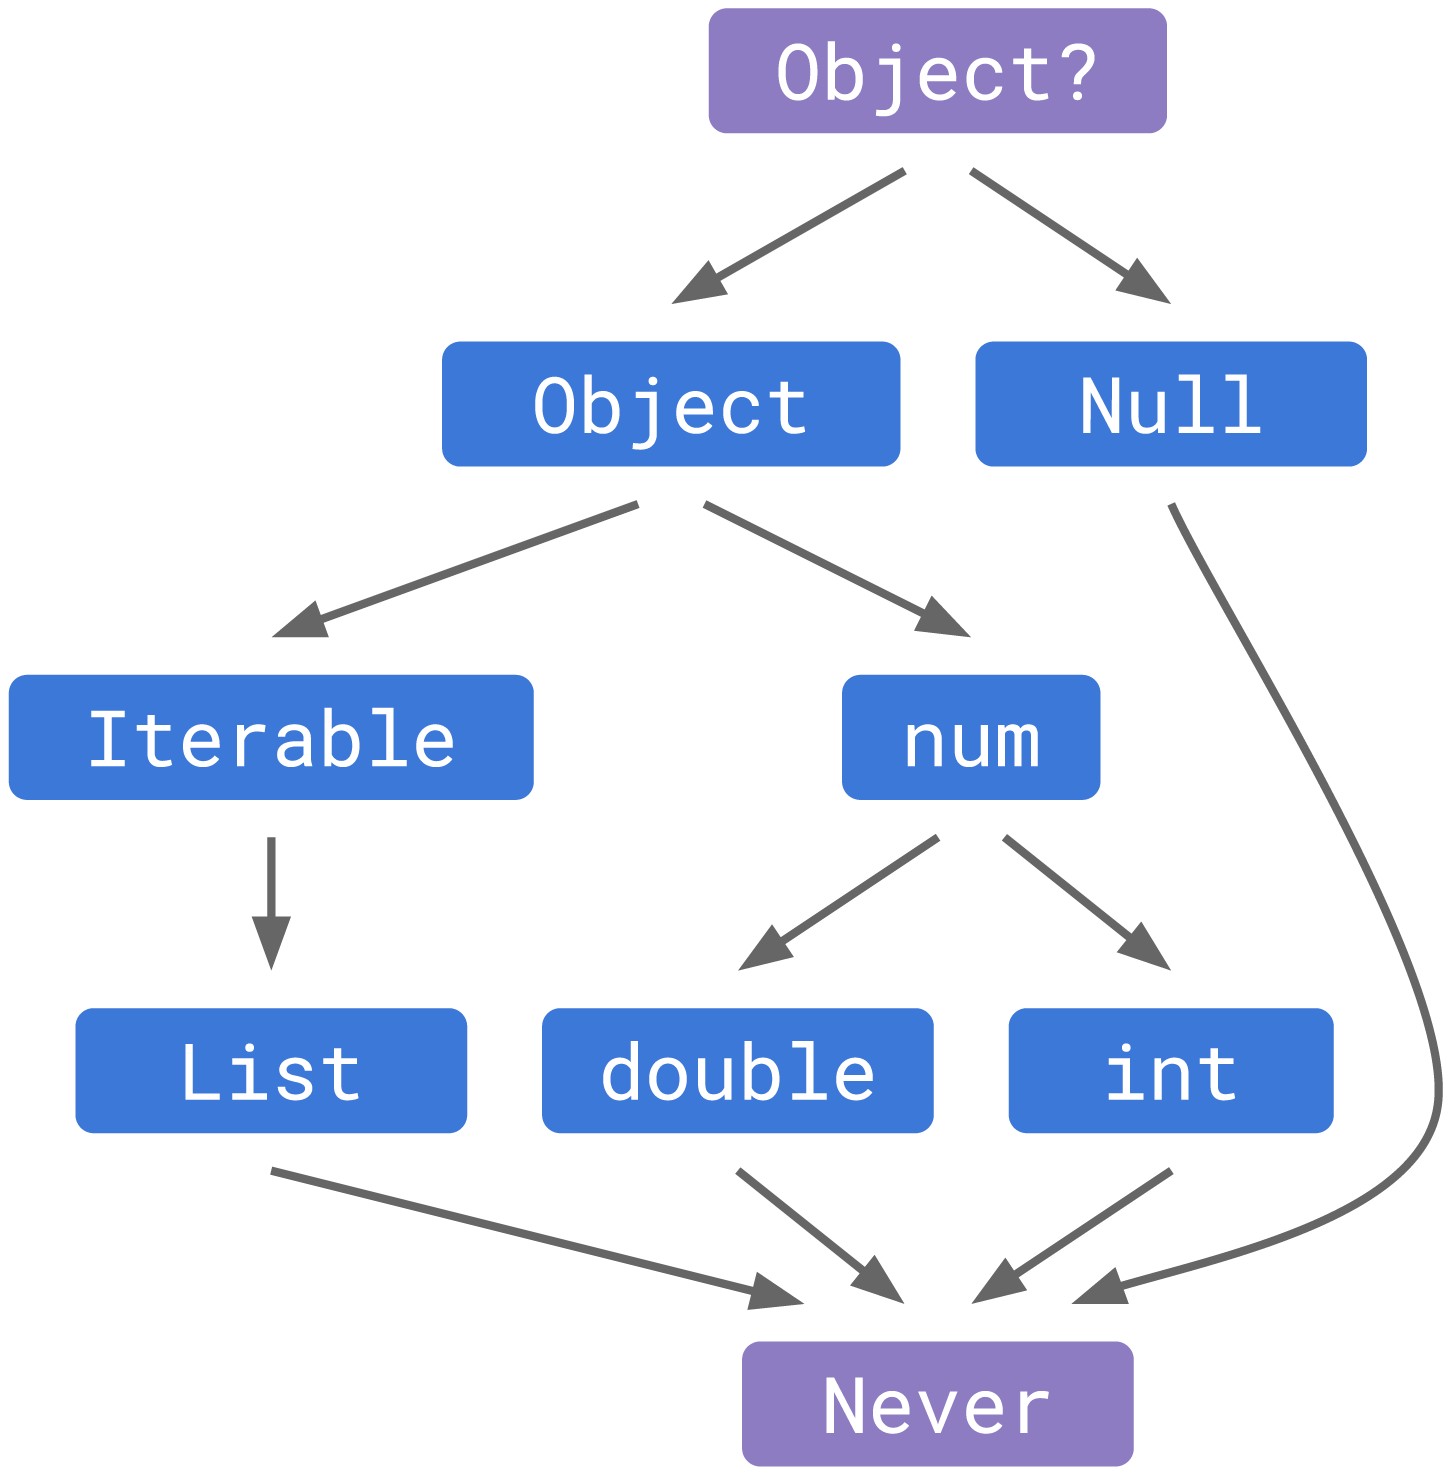 Object?
Object
Null
Iterable
num
List
double
int
Never